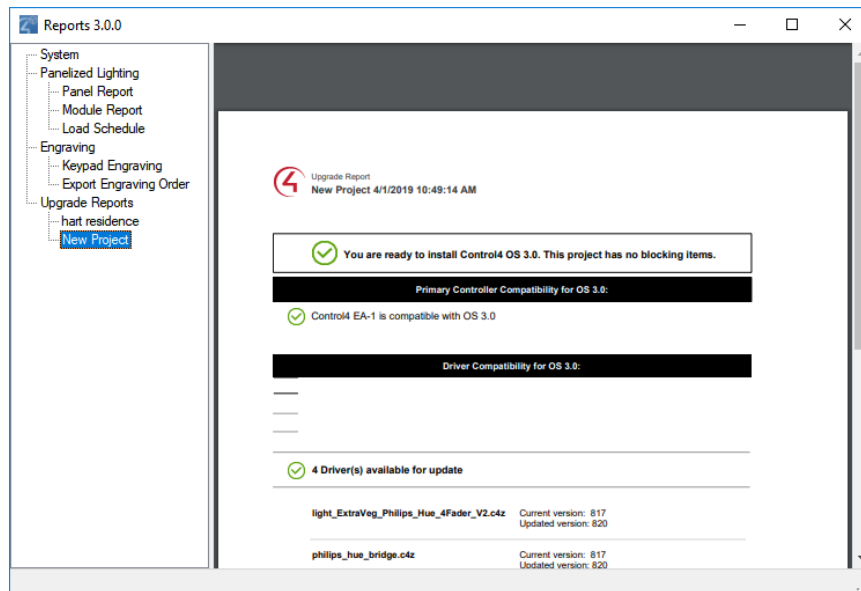 Reports 3.0.0
System
Panelized Lighting
Panel Report
Module Report
Load Schedule
Engraving
Keypad Engraving
Export Engraving Order
Upgrade Reports
hart residence
New Project
Upgrade Report
New Project 4/1/2019 10:49:14 AM
You are ready to install Control4 OS 3.0. This project has no blocking items.
Primary Controller Compatibility for OS 3.0:
Control4 EA-1 is compatible with OS 3.0
Driver Compatibility for OS 3.0:
4 Driver(s) available for update
light_ExtraVeg_Philips_Hue_4Fader_V2.c4z Current version: 817
Updated version: 820
philips_hue_bridge.c4z Current version: 817
Updated version: 820